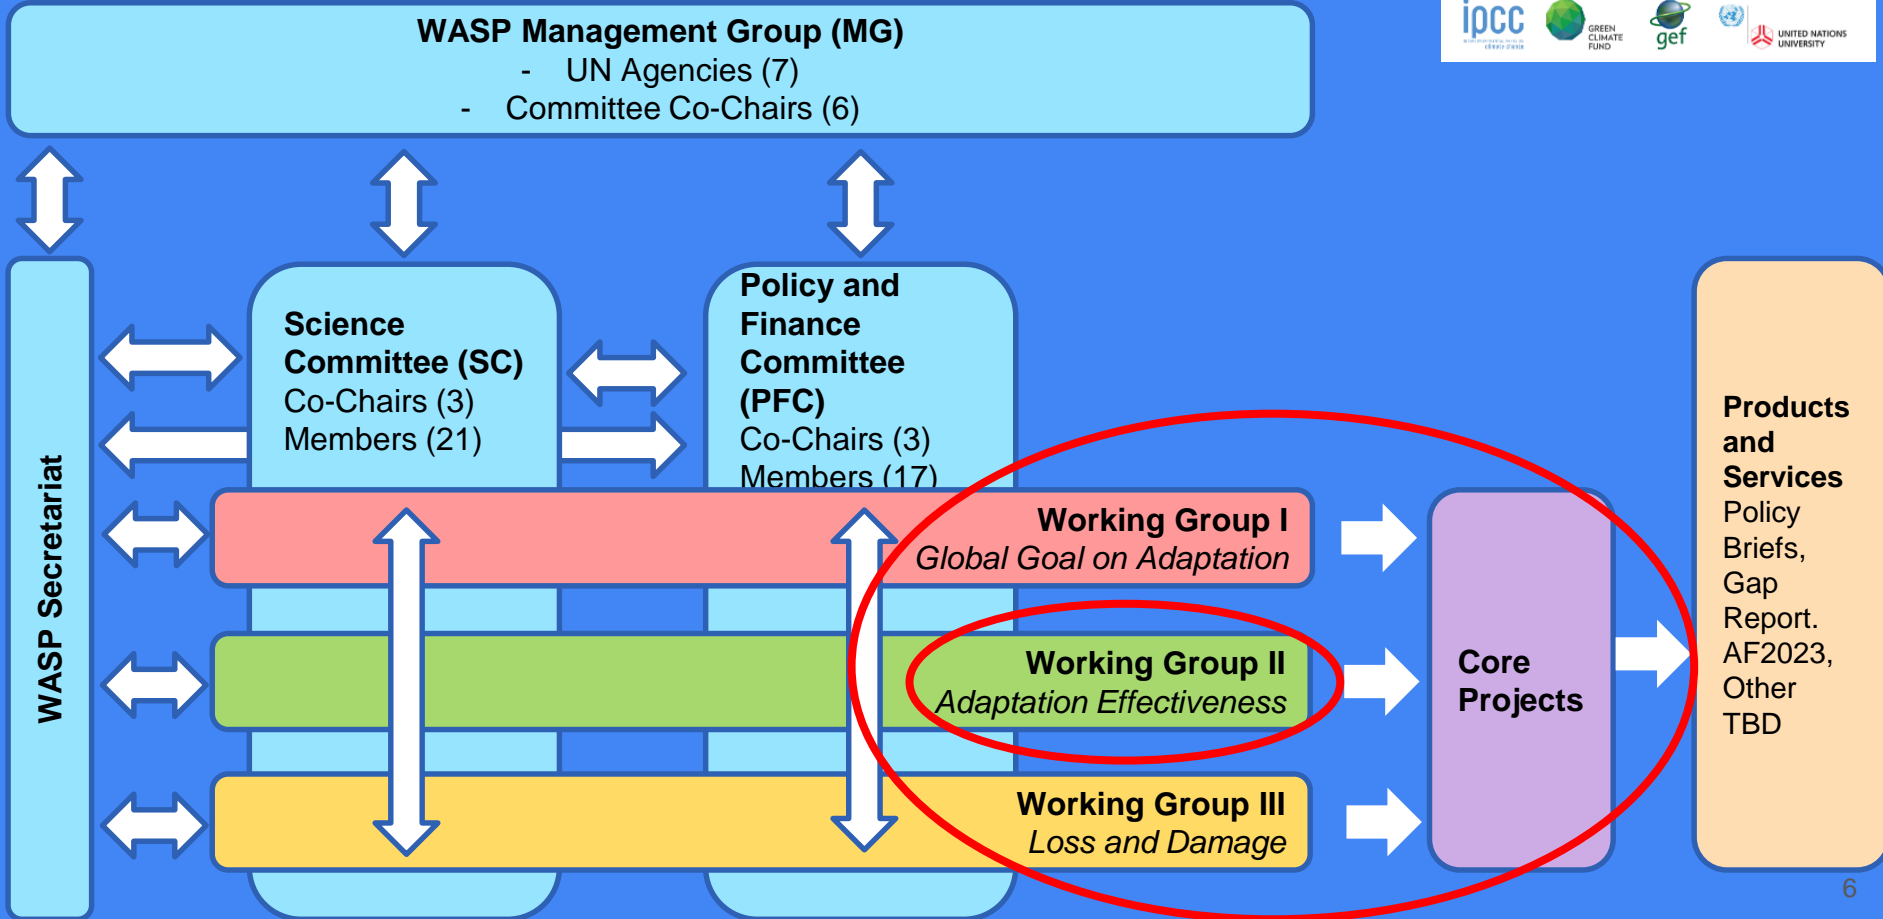 WASP Management Group (MG)
- UN Agencies (7)
- Committee Co-Chairs (6)
ipcc
climate change
GREEN
CLIMATE
FUND
gef
UNITED NATIONS
UNIVERSITY
WASP Secretariat
Science
Committee (SC)
Co-Chairs (3)
Members (21)
Policy and
Finance
Committee
(PFC)
Co-Chairs (3)
Members (17)
Working Group I
Global Goal on Adaptation
Working Group II
Adaptation Effectiveness
Working Group III
Loss and Damage
Core
Projects
Products
and
Services
Policy
Briefs,
Gap
Report.
AF2023,
Other
TBD
6